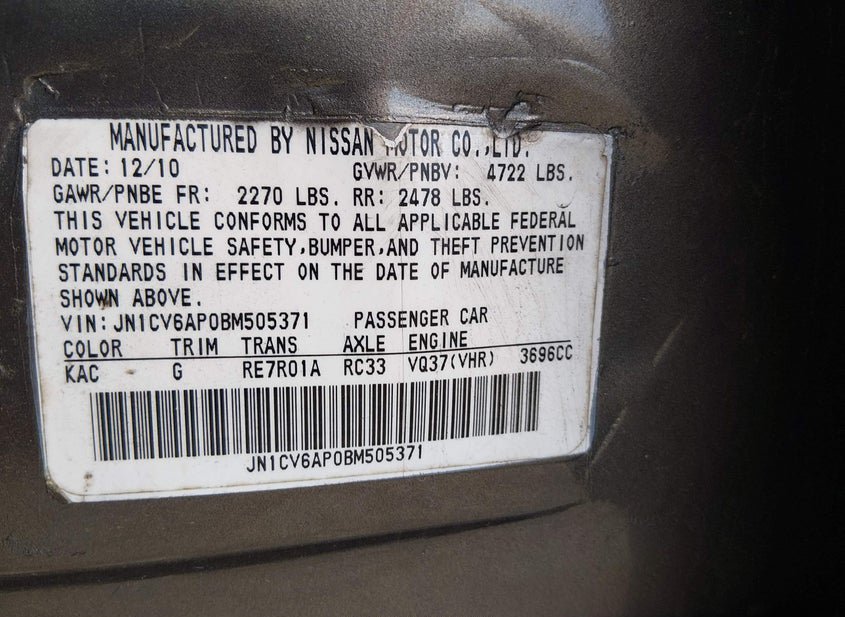 MANUFACTURED BY NISSAN MOTOR CO.,LTD.
DATE: 12/10 GVWR/PNBV: 4722 LBS.
GAWR/PNBE FR: 2270 LBS. RR: 2478 LBS.
THIS VEHICLE CONFORMS TO ALL APPLICABLE FEDERAL
MOTOR VEHICLE SAFETY,BUMPER,AND THEFT PREVENTION
STANDARDS IN EFFECT ON THE DATE OF MANUFACTURE
SHOWN ABOVE.
VIN: JN1CV6AP0BM505371 PASSENGER CAR
COLOR TRIM TRANS AXLE ENGINE
KAC G RE7R01A RC33 VQ37(VHR) 3696CC
JN1CV6AP0BM505371